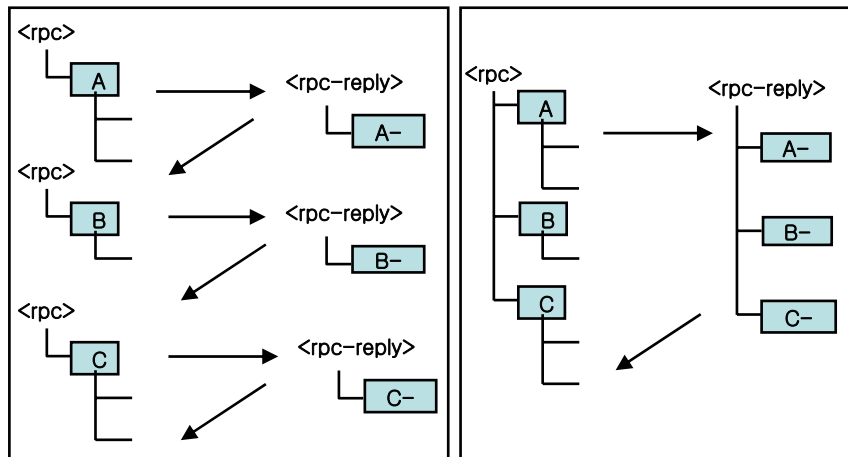 <rpc>
A
<rpc-reply>
A-
<rpc>
B
<rpc-reply>
B-
<rpc>
C
<rpc-reply>
C-
<rpc>
A
B
C
<rpc-reply>
A-
B-
C-